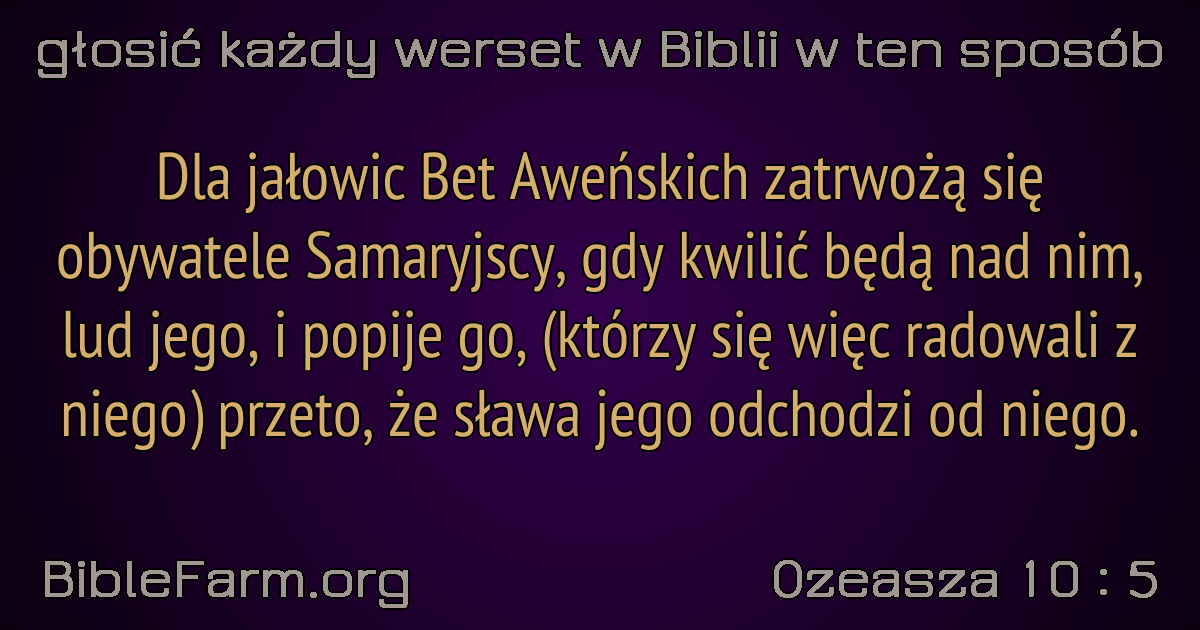 głosić każdy werset w Biblii w ten sposób
Dla jałowic Bet Aweńskich zatrwożą się
obywatele Samaryjscy, gdy kwilić będą nad nim,
lud jego, i popije go, (którzy się więc radowali z
niego) przeto, że sława jego odchodzi od niego.
BibleFarm.org
Ozeasza 10 : 5